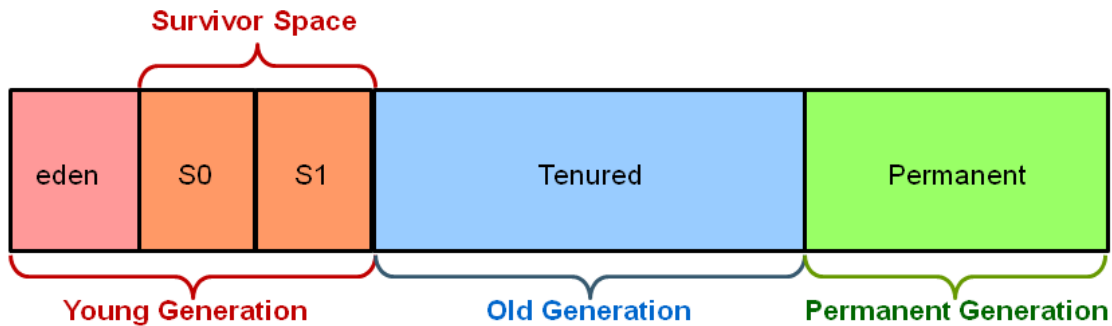 Survivor Space
eden S0 S1 Tenured Permanent
Young Generation Old Generation Permanent Generation